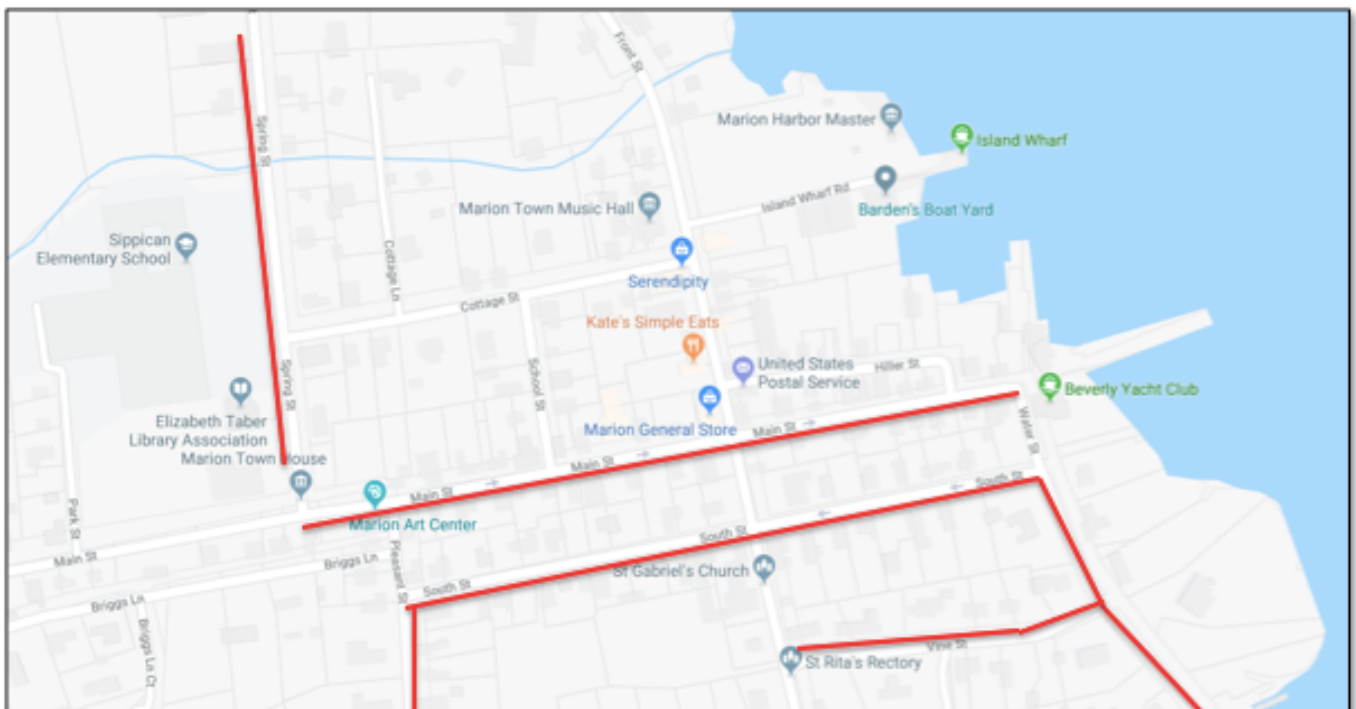 Front St
Marion Harbor Master
Spring St
Island Wharf
Island Wharf Rd
Marion Town Music Hall
Barden's Boat Yard
Sippican
Elementary School
Cottage Ln
Serendipity
Cottage St
Kate's Simple Eats
United States
Postal Service
Hiller St
Spring St
School St
Beverly Yacht Club
Elizabeth Taber
Library Association
Marion General Store
Main St
Water St
Marion Town House
Main St
Main St
South St
Park St
Marion Art Center
South St
Main St
Briggs Ln
Pleasant St
St Gabriel's Church
South St
Briggs Ln
Briggs Ln Ct
Vine St
St Rita's Rectory